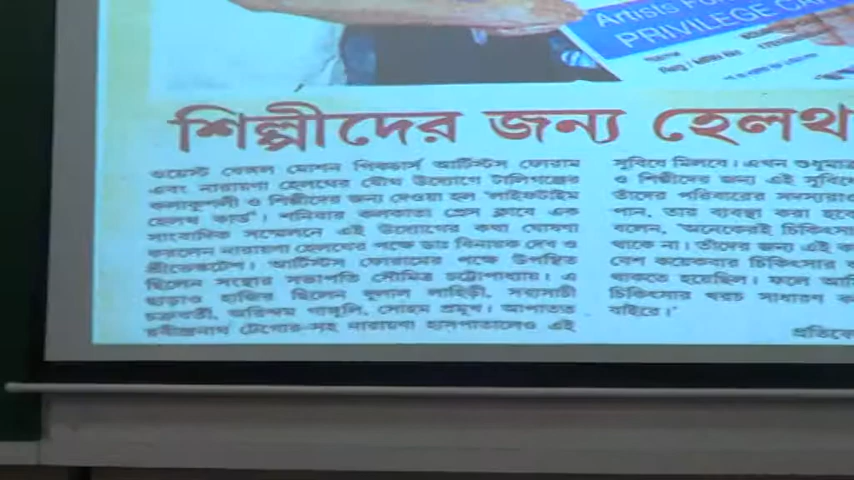 Artists Fo
PRIVILEGE CA
শিল্পীদের জন্য হেলথ
ওয়েস্ট বেঙ্গল মোশন পিকচার্স আর্টিস্টস ফোরাম
এবং নারায়ণা হেলথের যৌথ উদ্যোগে টালিগঞ্জের
কলাকুশলী ও শিল্পীদের জন্য দেওয়া হল 'লাইফটাইম
হেলথ কার্ড'। শনিবার কলকাতা প্রেস ক্লাবে এক
সাংবাদিক সম্মেলনে এই উদ্যোগের কথা ঘোষণা
করলেন নারায়ণা হেলথের পক্ষে ডাঃ বিনায়ক দেব ও
আর্টিস্টস ফোরামের পক্ষে উপস্থিত
ছিলেন সংস্থার সভাপতি সৌমিত্র চট্টোপাধ্যায়। এ
ছাড়াও হাজির ছিলেন কুশল লাহিড়ী, সব্যসাচী
চক্রবর্তী, অরিন্দম গাঙ্গুলি, সোহম প্রমুখ। আপাতত
রবীন্দ্রনাথ টেগোর-সহ নারায়ণা হাসপাতালেও এই
সুবিধে মিলবে। এখন শুধুমাত্র
ও শিল্পীদের জন্য এই সুবিধে
তাঁদের পরিবারের সদস্যরাও
পান, তার ব্যবস্থা করা হবে
বলেন, 'অনেকেরই চিকিৎসার
থাকে না। তাঁদের জন্য এই কা
বেশ কয়েকবার চিকিৎসার
থাকতে হয়েছিল। ফলে আমি
চিকিৎসার খরচ সাধারণ ম
বাইরে।'
প্রতিবে